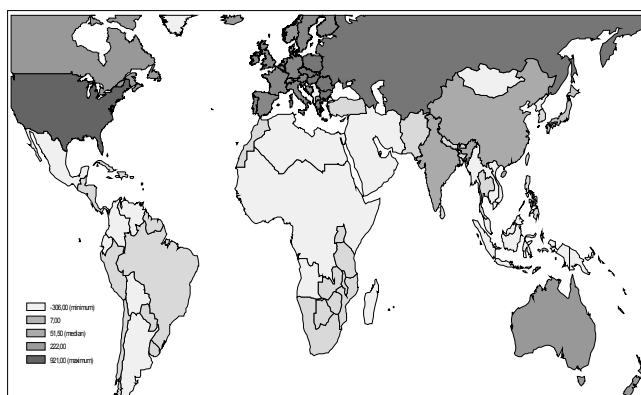 -306,00 (minimum)
7,00
51,50 (median)
222,00
921,00 (maximum)